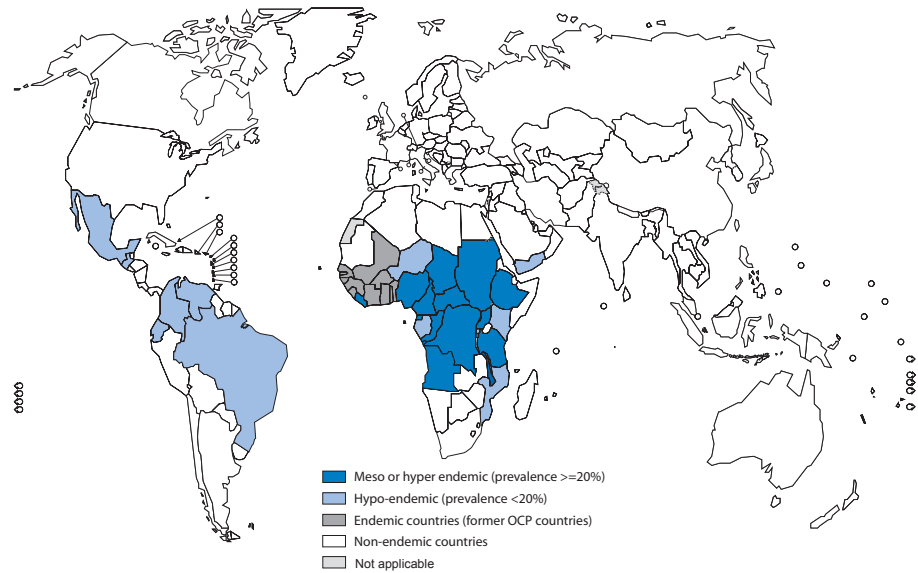 Meso or hyper endemic (prevalence >=20%)
Hypo-endemic (prevalence <20%)
Endemic countries (former OCP countries)
Non-endemic countries
Not applicable